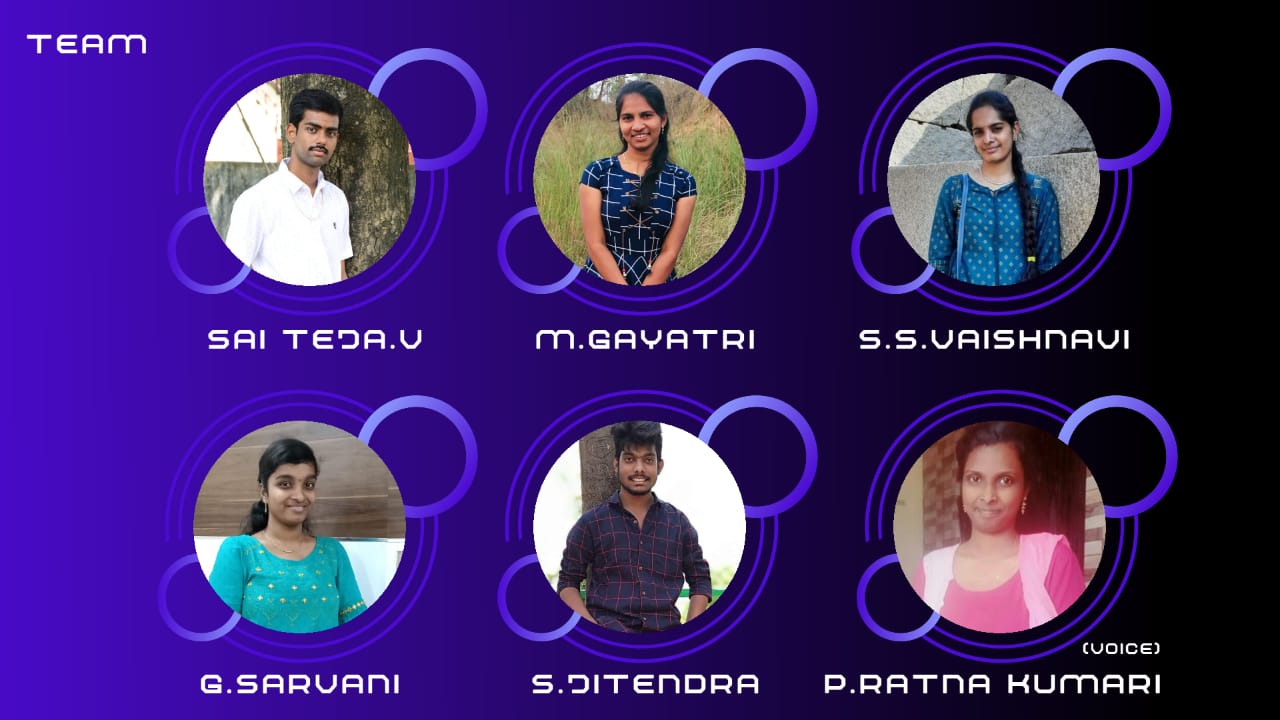 TEAM
SAI TEJA.V
M.GAYATRI
S.S.VAISHNAVI
G.SARVANI
S.JITENDRA
(VOICE)
P.RATNA KUMARI